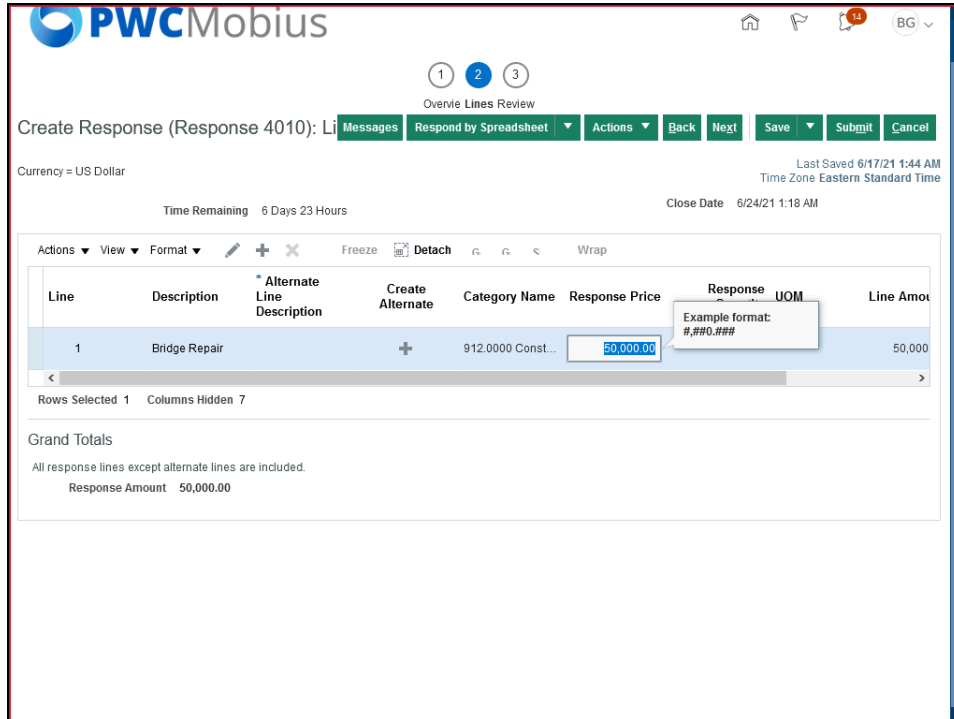 PWCMobius
14
BG
1 2 3
Overvie Lines Review
Create Response (Response 4010): Li
Messages Respond by Spreadsheet Actions Back Next Save Submit Cancel
Currency = US Dollar
Last Saved 6/17/21 1:44 AM
Time Zone Eastern Standard Time
Time Remaining 6 Days 23 Hours
Close Date 6/24/21 1:18 AM
Actions View Format Freeze Detach Wrap
Line
Description
* Alternate Line Description
Create Alternate
Category Name
Response Price
Response
UOM
Line Amou
Example format:
#,##0.###
1 Bridge Repair 912.0000 Const... 50,000.00 50,000
Rows Selected 1 Columns Hidden 7
Grand Totals
All response lines except alternate lines are included.
Response Amount 50,000.00